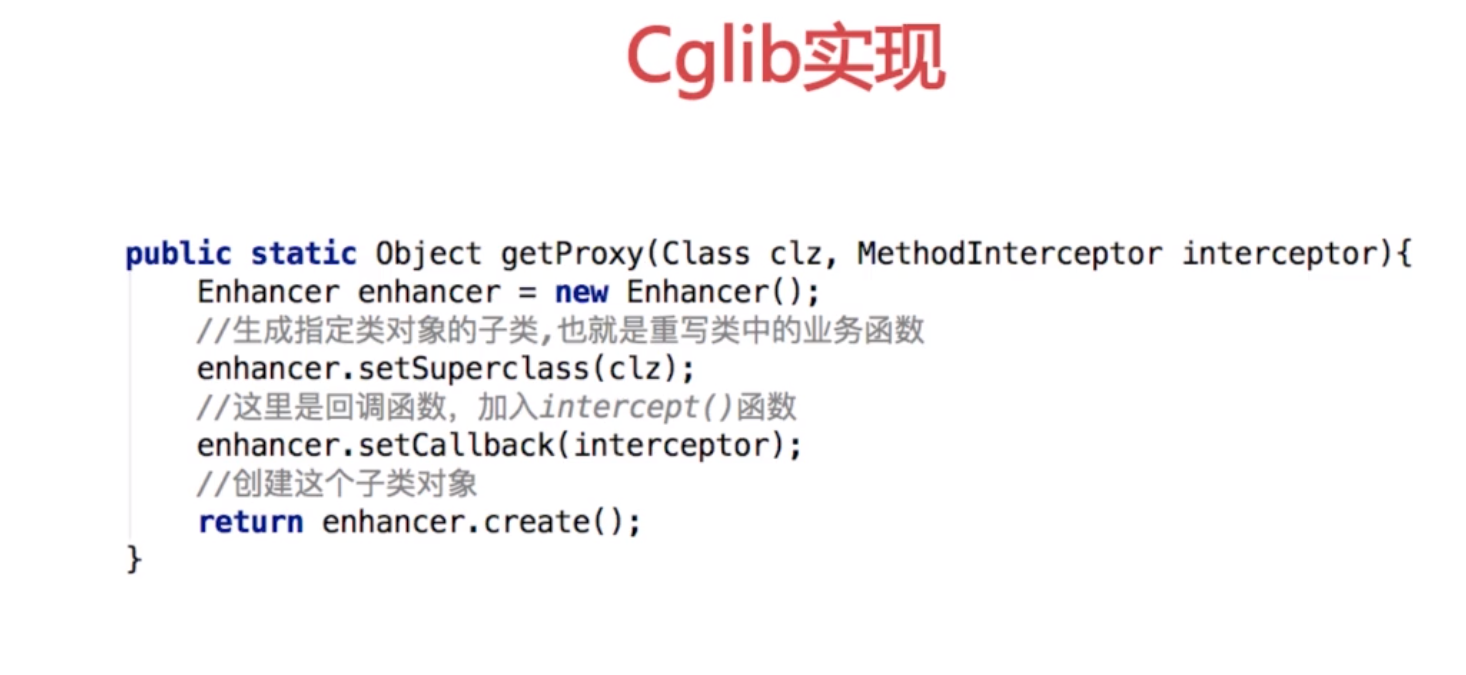 Cglib实现
public static Object getProxy(Class clz, MethodInterceptor interceptor){
Enhancer enhancer = new Enhancer();
//生成指定类对象的子类,也就是重写类中的业务函数
enhancer.setSuperclass(clz);
//这里是回调函数，加入intercept()函数
enhancer.setCallback(interceptor);
//创建这个子类对象
return enhancer.create();
}